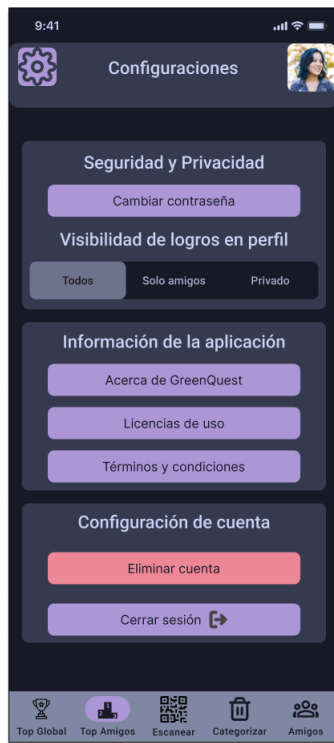 9:41
Configuraciones
Seguridad y Privacidad
Cambiar contraseña
Visibilidad de logros en perfil
Todos Solo amigos Privado
Información de la aplicación
Acerca de GreenQuest
Licencias de uso
Términos y condiciones
Configuración de cuenta
Eliminar cuenta
Cerrar sesión
Top Global Top Amigos Escanear Categorizar Amigos